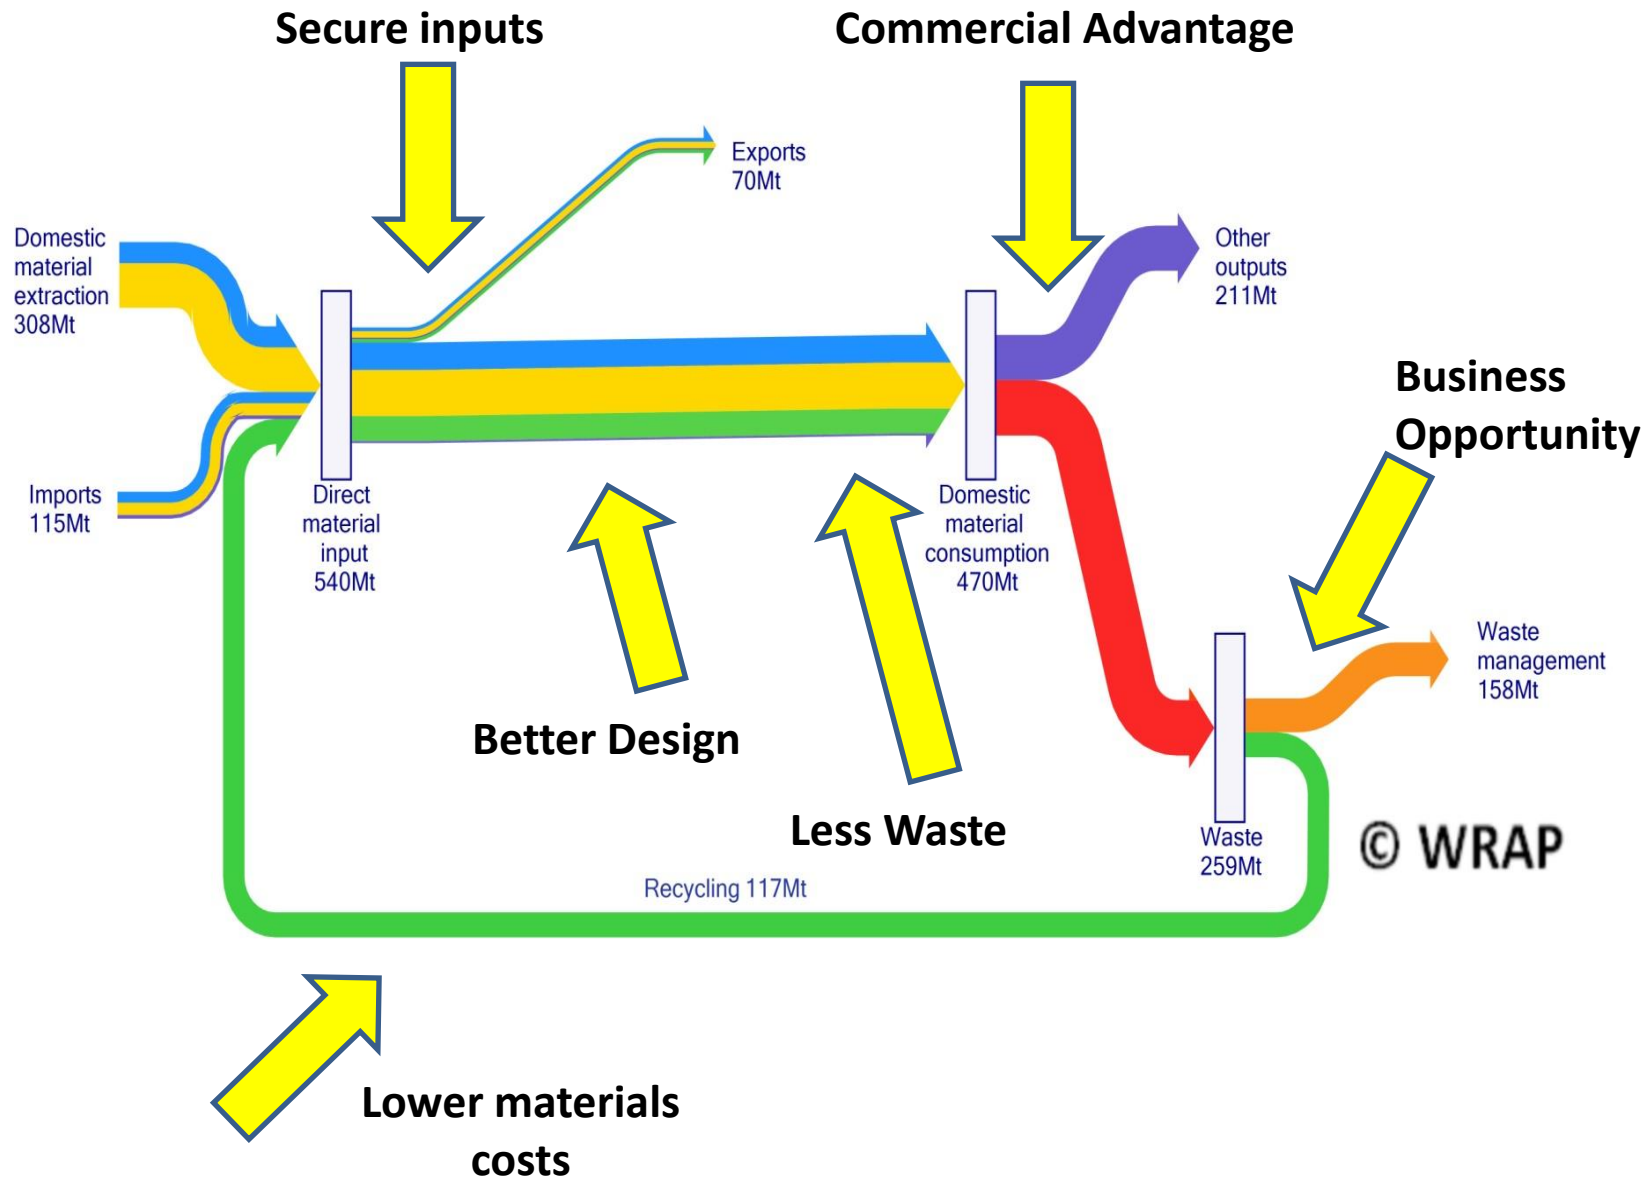 Secure inputs
Commercial Advantage
Exports
70Mt
Domestic
material
extraction
308Mt
Other
outputs
211Mt
Business
Opportunity
Imports
115Mt
Direct
material
input
540Mt
Domestic
material
consumption
470Mt
Waste
management
158Mt
Better Design
Less Waste
Waste
259Mt
© WRAP
Recycling 117Mt
Lower materials
costs